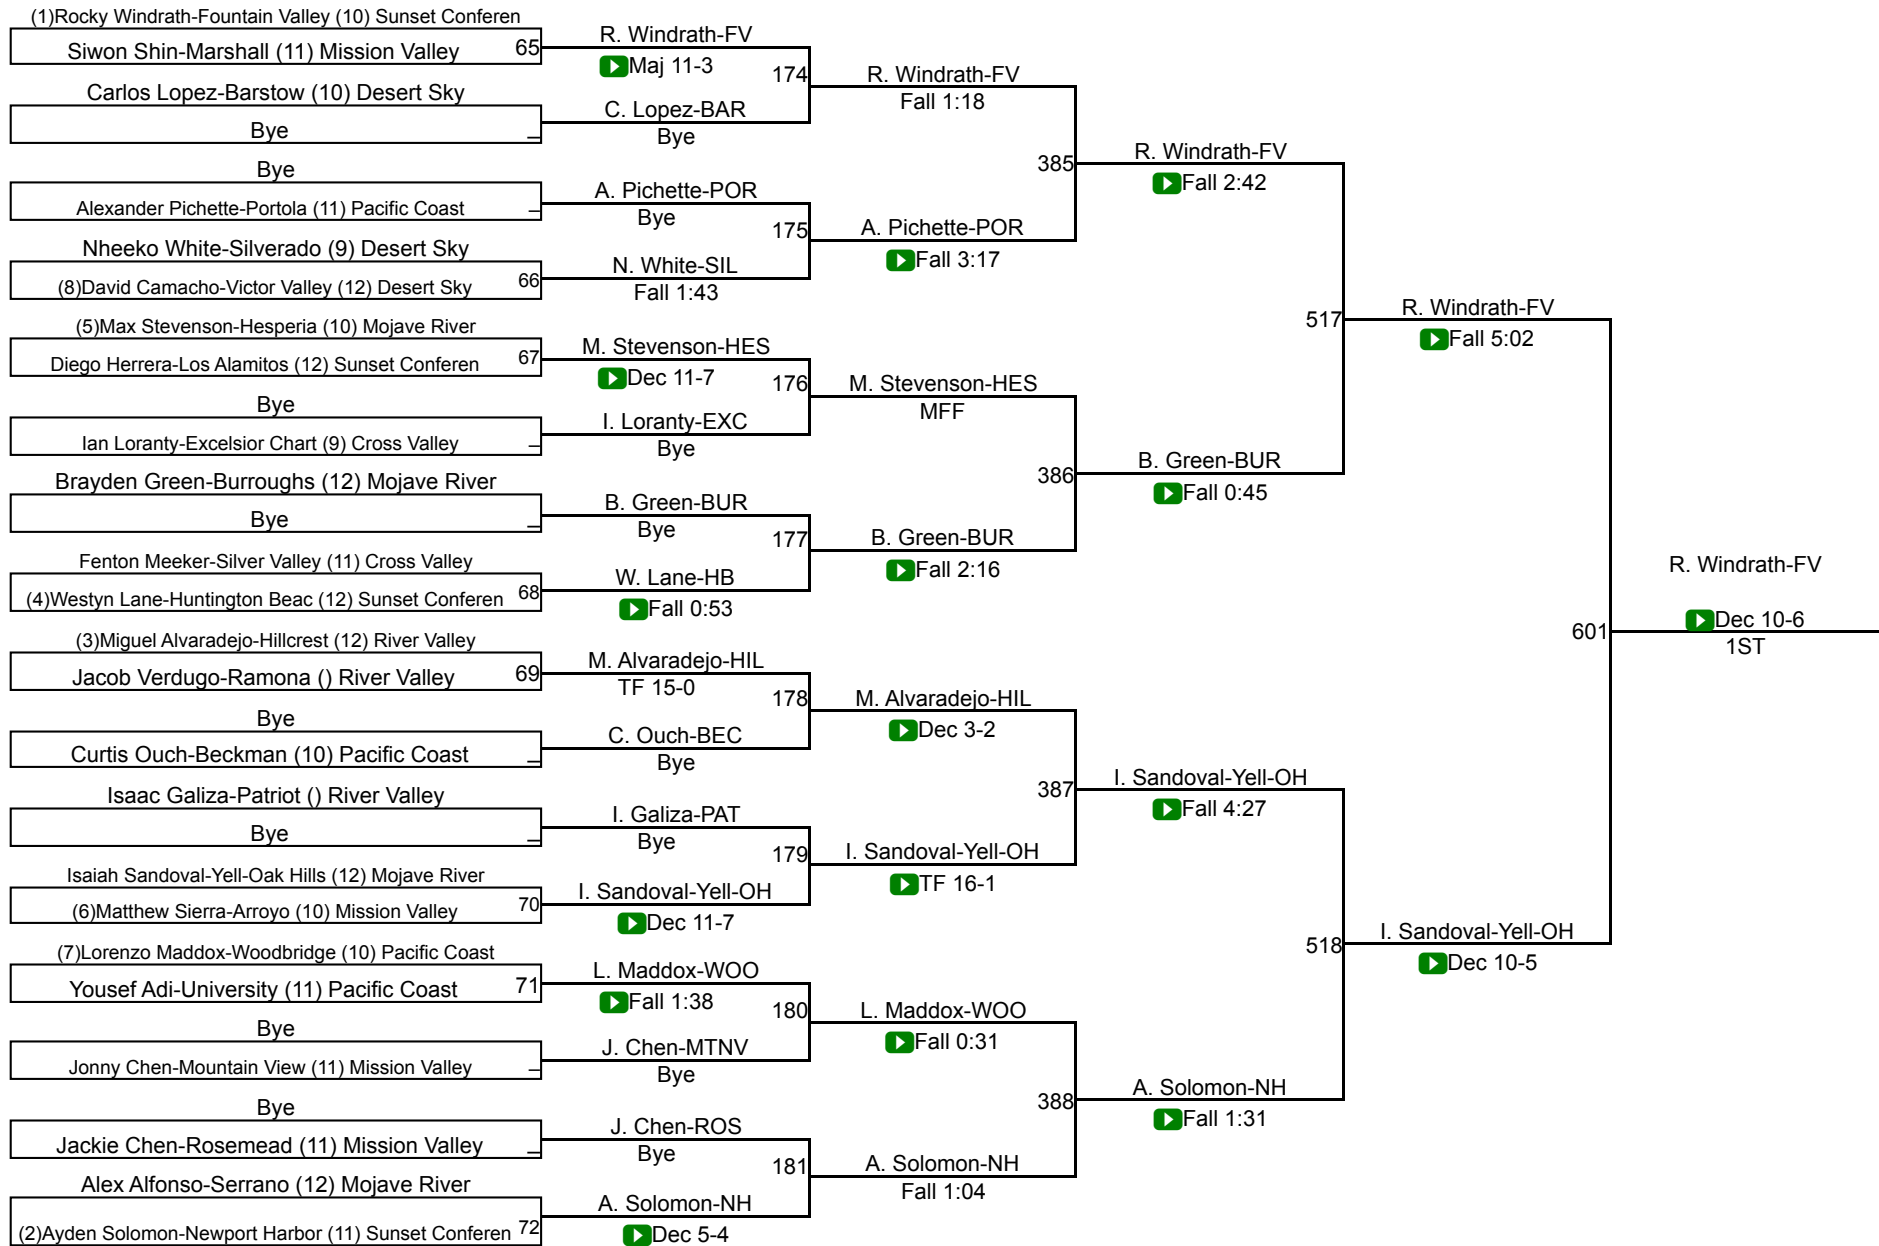 (1)Rocky Windrath-Fountain Valley (10) Sunset Conferen
Siwon Shin-Marshall (11) Mission Valley 65
Carlos Lopez-Barstow (10) Desert Sky
Bye
Bye
Alexander Pichette-Portola (11) Pacific Coast
Nheeko White-Silverado (9) Desert Sky
(8)David Camacho-Victor Valley (12) Desert Sky 66
(5)Max Stevenson-Hesperia (10) Mojave River
Diego Herrera-Los Alamitos (12) Sunset Conferen 67
Bye
Ian Loranty-Excelsior Chart (9) Cross Valley
Brayden Green-Burroughs (12) Mojave River
Bye
Fenton Meeker-Silver Valley (11) Cross Valley
(4)Westyn Lane-Huntington Beac (12) Sunset Conferen 68
(3)Miguel Alvaradejo-Hillcrest (12) River Valley
Jacob Verdugo-Ramona () River Valley 69
Bye
Curtis Ouch-Beckman (10) Pacific Coast
Isaac Galiza-Patriot () River Valley
Bye
Isaiah Sandoval-Yell-Oak Hills (12) Mojave River
(6)Matthew Sierra-Arroyo (10) Mission Valley 70
(7)Lorenzo Maddox-Woodbridge (10) Pacific Coast
Yousef Adi-University (11) Pacific Coast 71
Bye
Jonny Chen-Mountain View (11) Mission Valley
Bye
Jackie Chen-Rosemead (11) Mission Valley
Alex Alfonso-Serrano (12) Mojave River
(2)Ayden Solomon-Newport Harbor (11) Sunset Conferen 72
R. Windrath-FV
Maj 11-3
174
C. Lopez-BAR
Bye
A. Pichette-POR
Bye
175
N. White-SIL
Fall 1:43
M. Stevenson-HES
Dec 11-7
176
I. Loranty-EXC
Bye
B. Green-BUR
Bye
177
W. Lane-HB
Fall 0:53
M. Alvaradejo-HIL
TF 15-0
178
C. Ouch-BEC
Bye
I. Galiza-PAT
Bye
179
I. Sandoval-Yell-OH
Dec 11-7
L. Maddox-WOO
Fall 1:38
180
J. Chen-MTNV
Bye
J. Chen-ROS
Bye
181
A. Solomon-NH
Dec 5-4
R. Windrath-FV
Fall 1:18
385
A. Pichette-POR
Fall 3:17
M. Stevenson-HES
MFF
386
B. Green-BUR
Fall 2:16
M. Alvaradejo-HIL
Dec 3-2
387
I. Sandoval-Yell-OH
TF 16-1
L. Maddox-WOO
Fall 0:31
388
A. Solomon-NH
Fall 1:04
R. Windrath-FV
Fall 2:42
517
B. Green-BUR
Fall 0:45
I. Sandoval-Yell-OH
Fall 4:27
518
A. Solomon-NH
Fall 1:31
R. Windrath-FV
Fall 5:02
601
I. Sandoval-Yell-OH
Dec 10-5
R. Windrath-FV
Dec 10-6
1ST